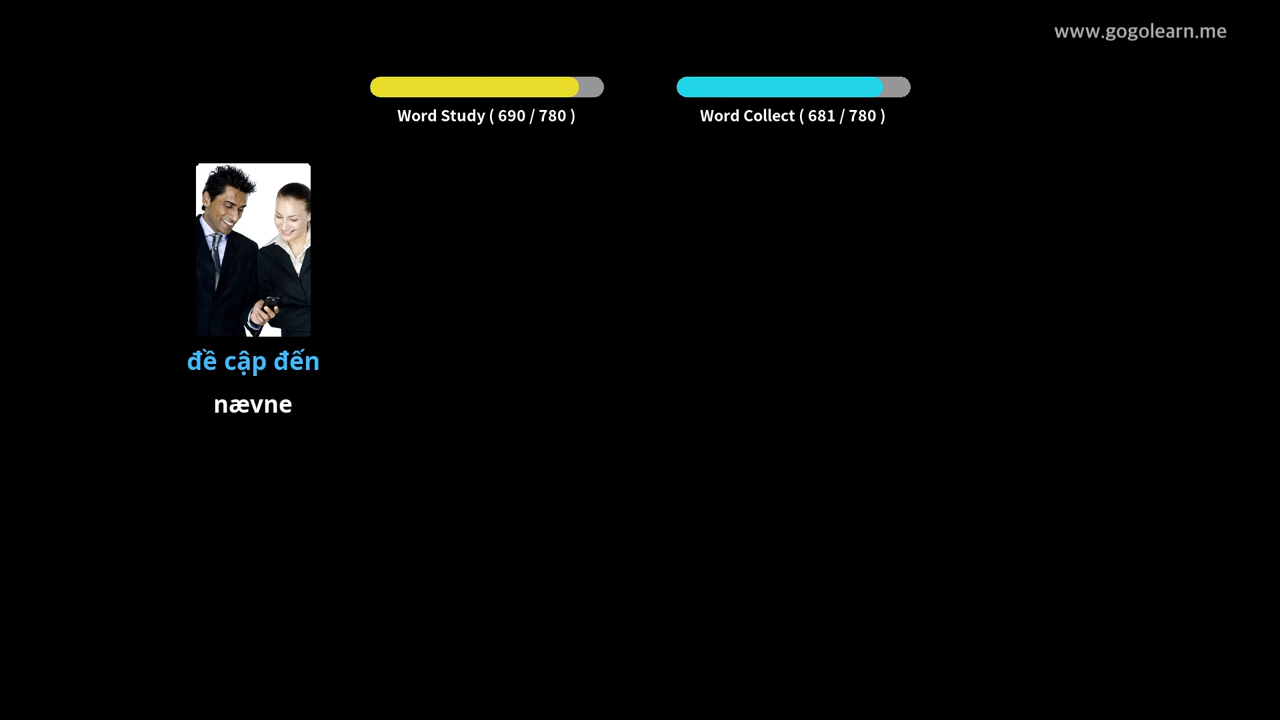 www.gogolearn.me
Word Study ( 690 / 780 )
Word Collect ( 681 / 780 )
đề cập đến
nævne